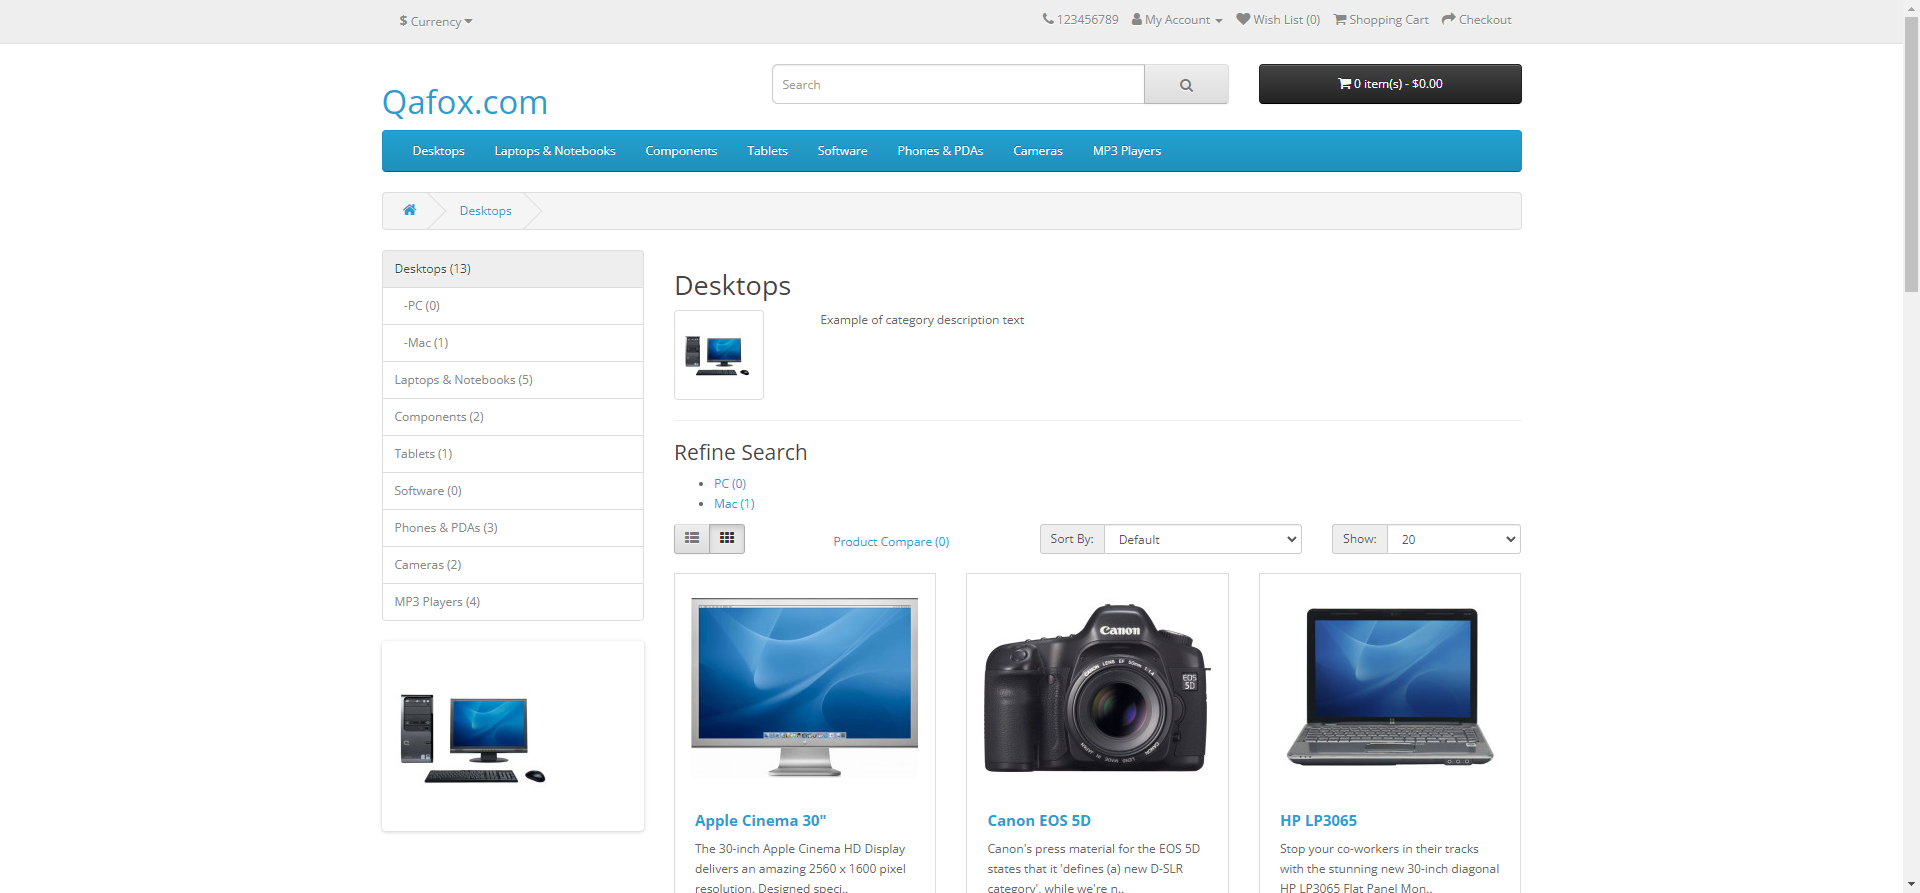 $ Currency
123456789 My Account Wish List (0) Shopping Cart Checkout
Qafox.com
Search
0 item(s) - $0.00
Desktops Laptops & Notebooks Components Tablets Software Phones & PDAs Cameras MP3 Players
Desktops
Desktops (13)
-PC (0)
-Mac (1)
Laptops & Notebooks (5)
Components (2)
Tablets (1)
Software (0)
Phones & PDAs (3)
Cameras (2)
MP3 Players (4)
Desktops
Example of category description text
Refine Search
PC (0)
Mac (1)
Product Compare (0)
Sort By: Default
Show: 20
Canon
CANON LENS EF 50mm 1:1.4
EOS
5D
Apple Cinema 30"
The 30-inch Apple Cinema HD Display
delivers an amazing 2560 x 1600 pixel
resolution. Designed speci..
Canon EOS 5D
Canon's press material for the EOS 5D
states that it 'defines (a) new D-SLR
category', while we're n..
HP LP3065
Stop your co-workers in their tracks
with the stunning new 30-inch diagonal
HP LP3065 Flat Panel Mon..